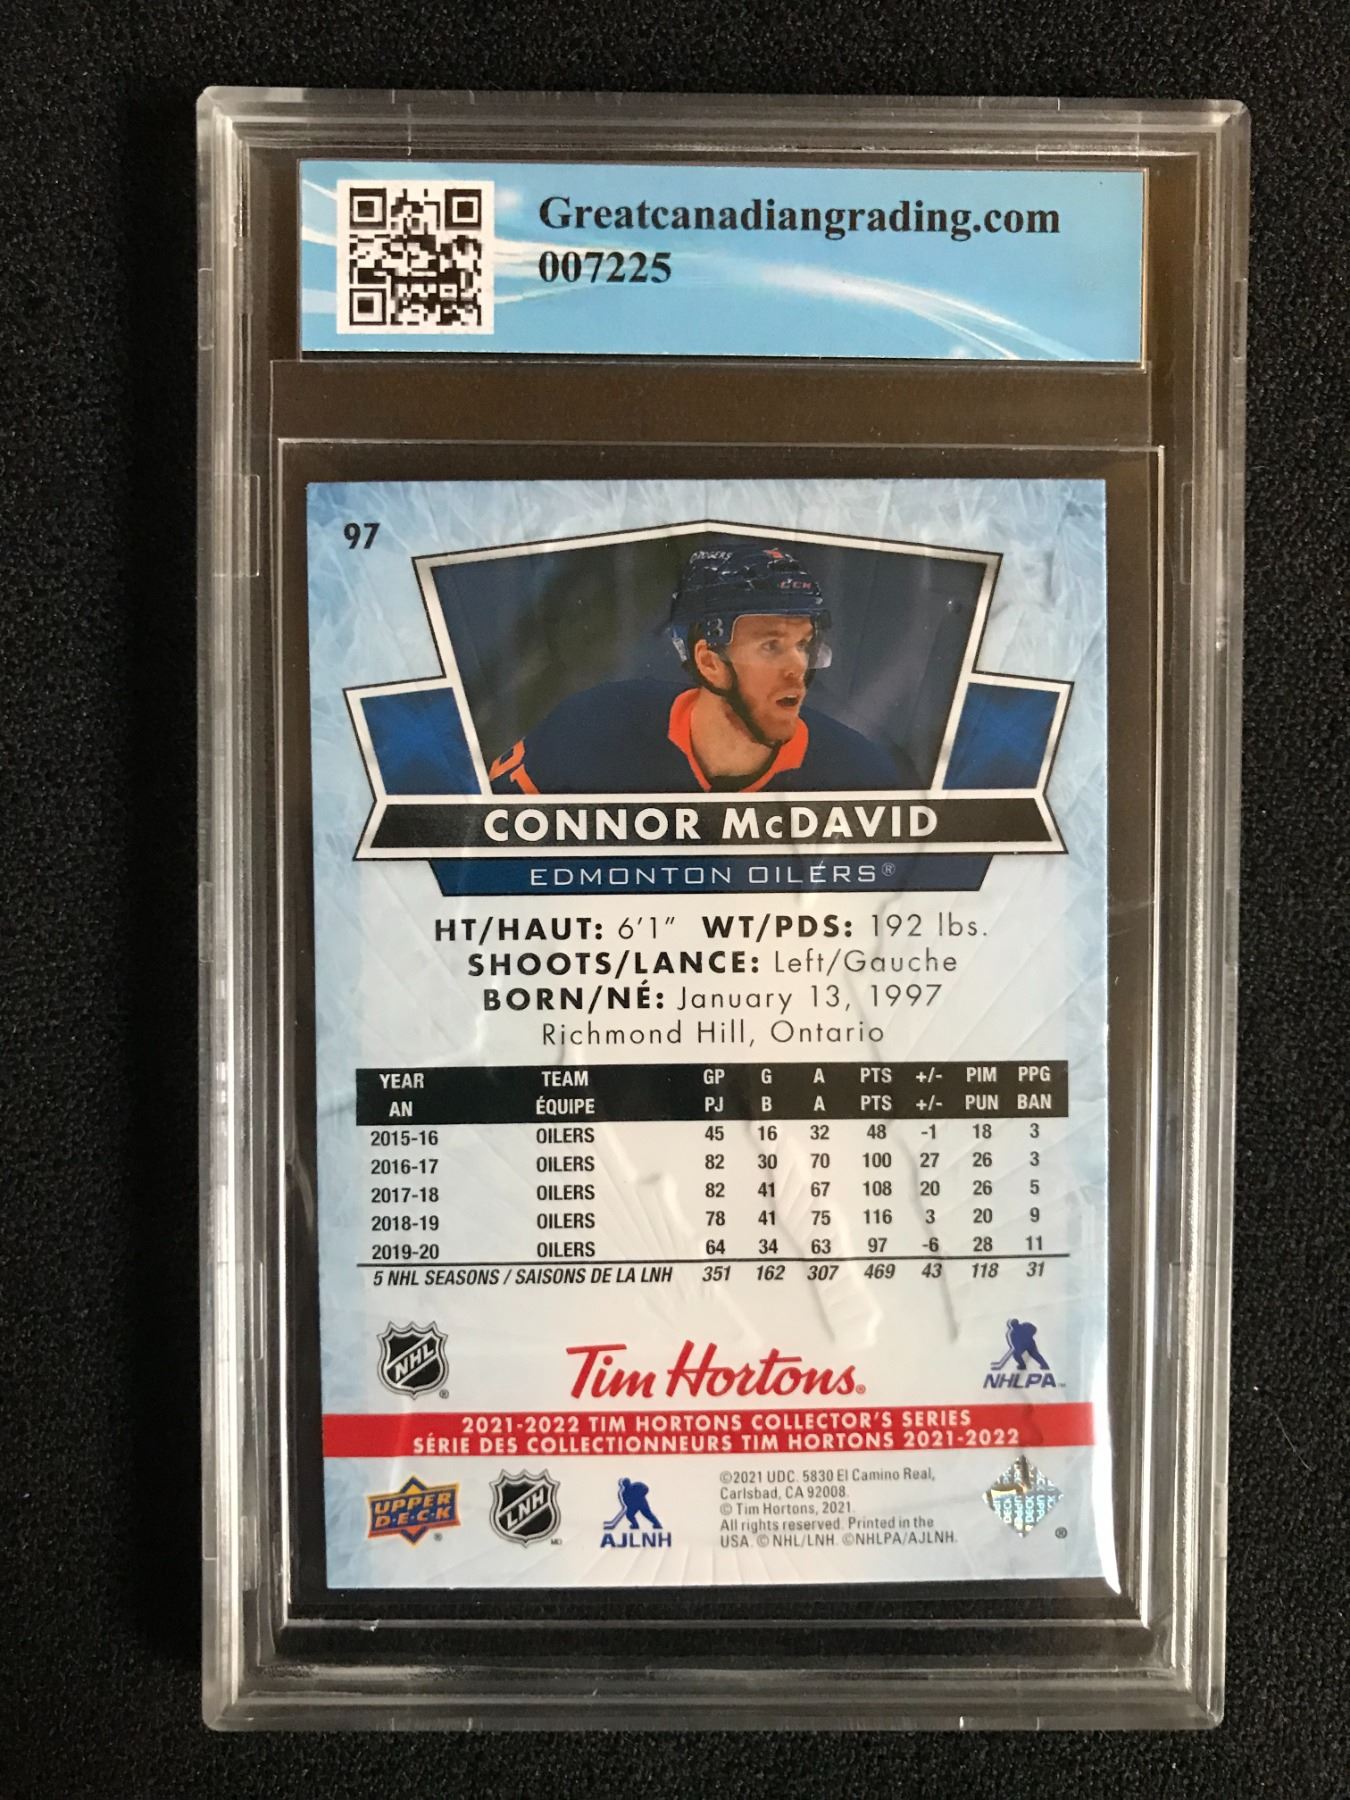 Greatcanadiangrading.com
007225
97
CONNOR McDAVID
EDMONTON OILERS®
HT/HAUT: 6'1" WT/PDS: 192 lbs.
SHOOTS/LANCE: Left/Gauche
BORN/NÉ: January 13, 1997
Richmond Hill, Ontario
YEAR TEAM GP G A PTS +/- PIM PPG
AN ÉQUIPE PJ B A PTS +/- PUN BAN
2015-16 OILERS 45 16 32 48 -1 18 3
2016-17 OILERS 82 30 70 100 27 26 3
2017-18 OILERS 82 41 67 108 20 26 5
2018-19 OILERS 78 41 75 116 3 20 9
2019-20 OILERS 64 34 63 97 -6 28 11
5 NHL SEASONS / SAISONS DE LA LNH 351 162 307 469 43 118 31
NHL®
Tim Hortons®
NHLPA™
2021-2022 TIM HORTONS COLLECTOR'S SERIES
SÉRIE DES COLLECTIONNEURS TIM HORTONS 2021-2022
UPPER DECK®
LNH MD
AJLNH
©2021 UDC. 5830 El Camino Real,
Carlsbad, CA 92008.
© Tim Hortons, 2021.
All rights reserved. Printed in the
USA. © NHL/LNH. ©NHLPA/AJLNH.
®